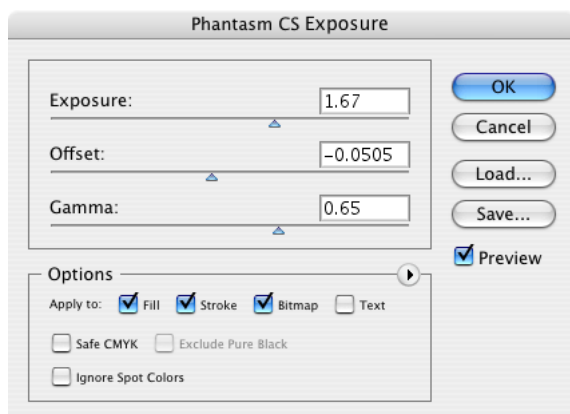 Phantasm CS Exposure
Exposure: 1.67
Offset: -0.0505
Gamma: 0.65
OK
Cancel
Load...
Save...
Preview
Options
Apply to: Fill Stroke Bitmap Text
Safe CMYK Exclude Pure Black
Ignore Spot Colors